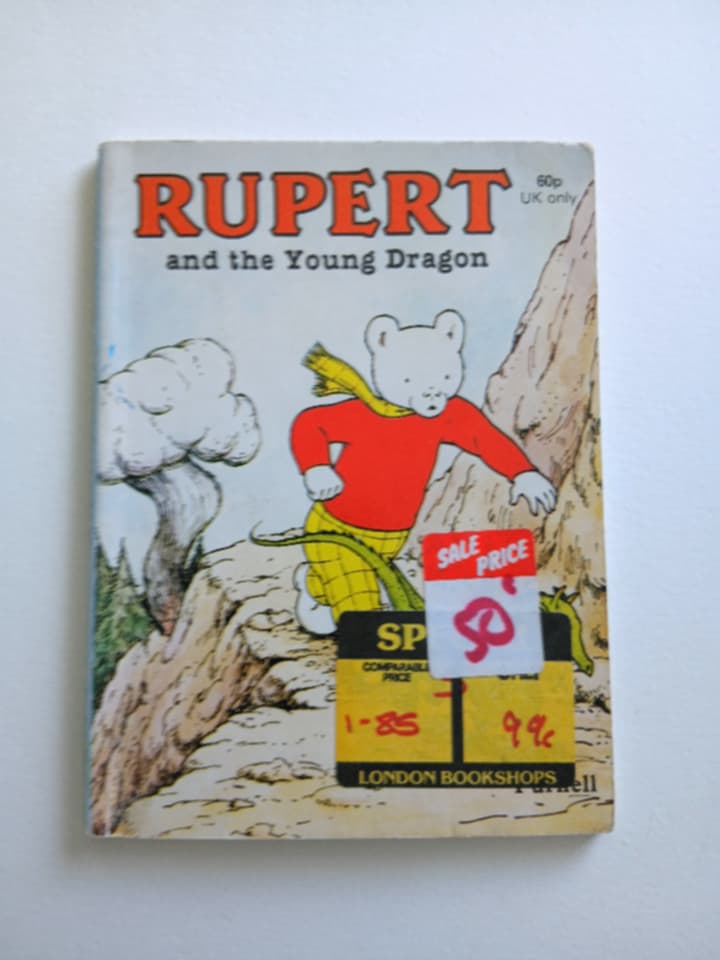 RUPERT
60p
UK only
and the Young Dragon
SALE PRICE
50
SP
COMPARABLE
PRICE
1-85
99c
LONDON BOOKSHOPS
Purnell